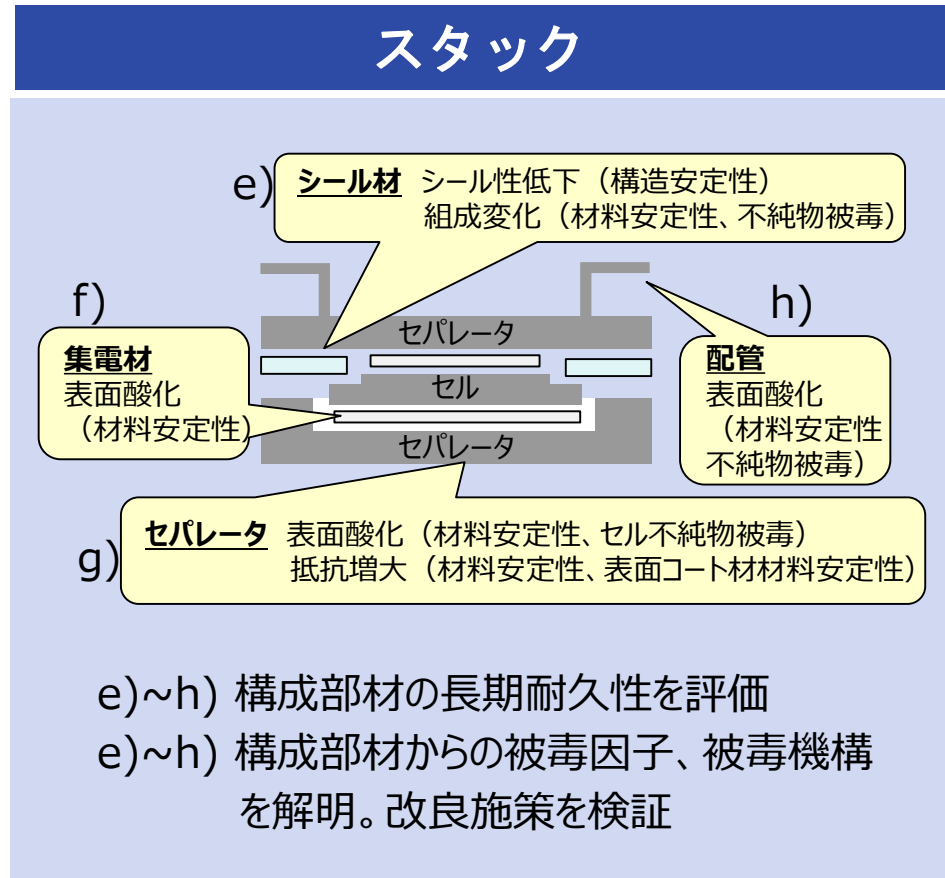 スタック
e)
シール材 シール性低下（構造安定性）
組成変化（材料安定性、不純物被毒）
f)
集電材
表面酸化
（材料安定性）
セパレータ
セル
セパレータ
h)
配管
表面酸化
（材料安定性
不純物被毒）
g)
セパレータ 表面酸化（材料安定性、セル不純物被毒）
抵抗増大（材料安定性、表面コート材材料安定性）
e)~h) 構成部材の長期耐久性を評価
e)~h) 構成部材からの被毒因子、被毒機構
を解明。改良施策を検証